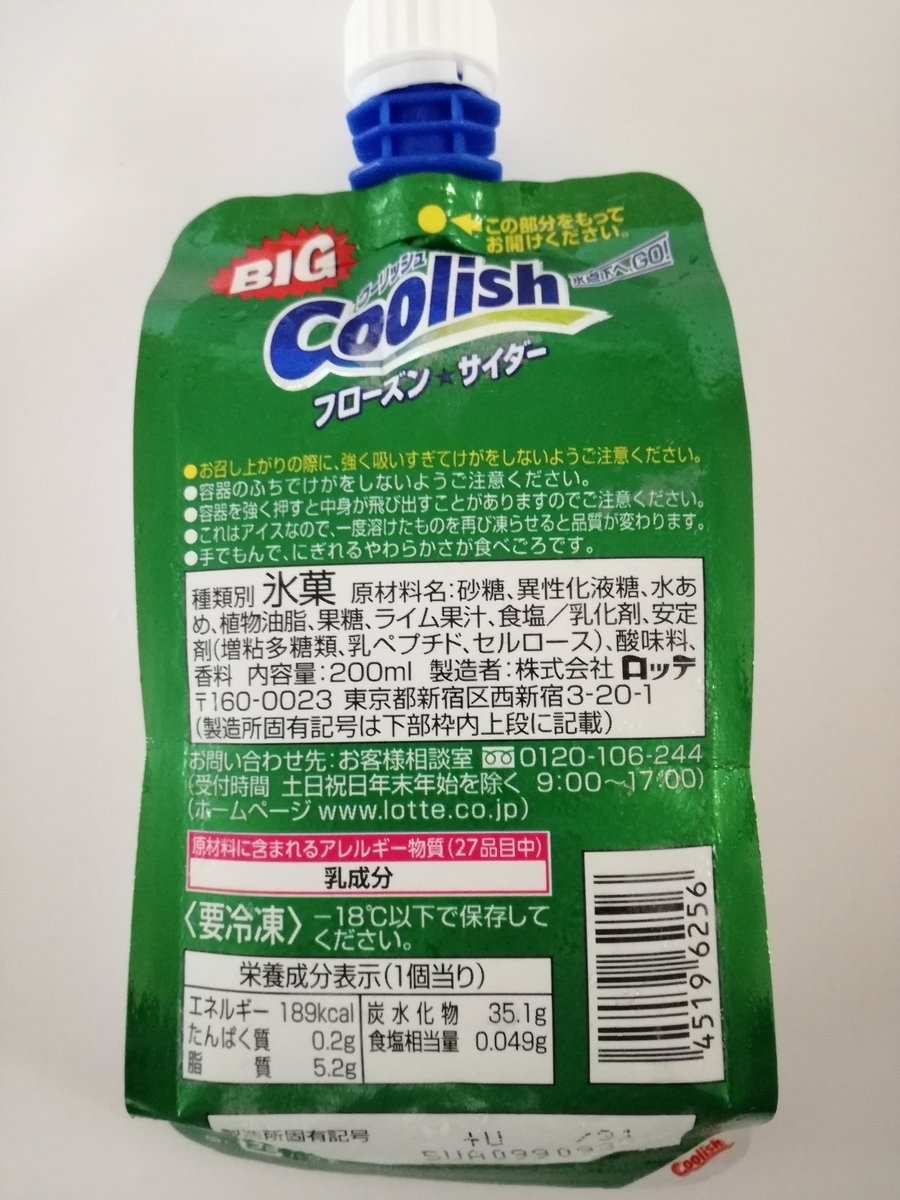 この部分をもって
お開けください。
BIG
クーリッシュ
Coolish
氷点下へGO!
フローズン★サイダー
●お召し上がりの際に、強く吸いすぎてけがをしないようご注意ください。
●容器のふちでけがをしないようご注意ください。
●容器を強く押すと中身が飛び出すことがありますのでご注意ください。
●これはアイスなので、一度溶けたものを再び凍らせると品質が変わります。
●手でもんで、にぎれるやわらかさが食べごろです。
種類別 氷菓 原材料名:砂糖、異性化液糖、水あ
め、植物油脂、果糖、ライム果汁、食塩/乳化剤、安定
剤(増粘多糖類、乳ペプチド、セルロース)、酸味料、
香料 内容量:200ml 製造者:株式会社 ロッテ
〒160-0023 東京都新宿区西新宿3-20-1
(製造所固有記号は下部枠内上段に記載)
お問い合わせ先:お客様相談室 0120-106-244
(受付時間 土日祝日年末年始を除く 9:00~17:00)
(ホームページ www.lotte.co.jp)
原材料に含まれるアレルギー物質(27品目中)
乳成分
〈要冷凍〉 -18℃以下で保存して
ください。
栄養成分表示(1個当り)
エネルギー 189kcal 炭水化物 35.1g
たんぱく質 0.2g 食塩相当量 0.049g
脂質 5.2g
4519 6256
製造所固有記号
Coolish